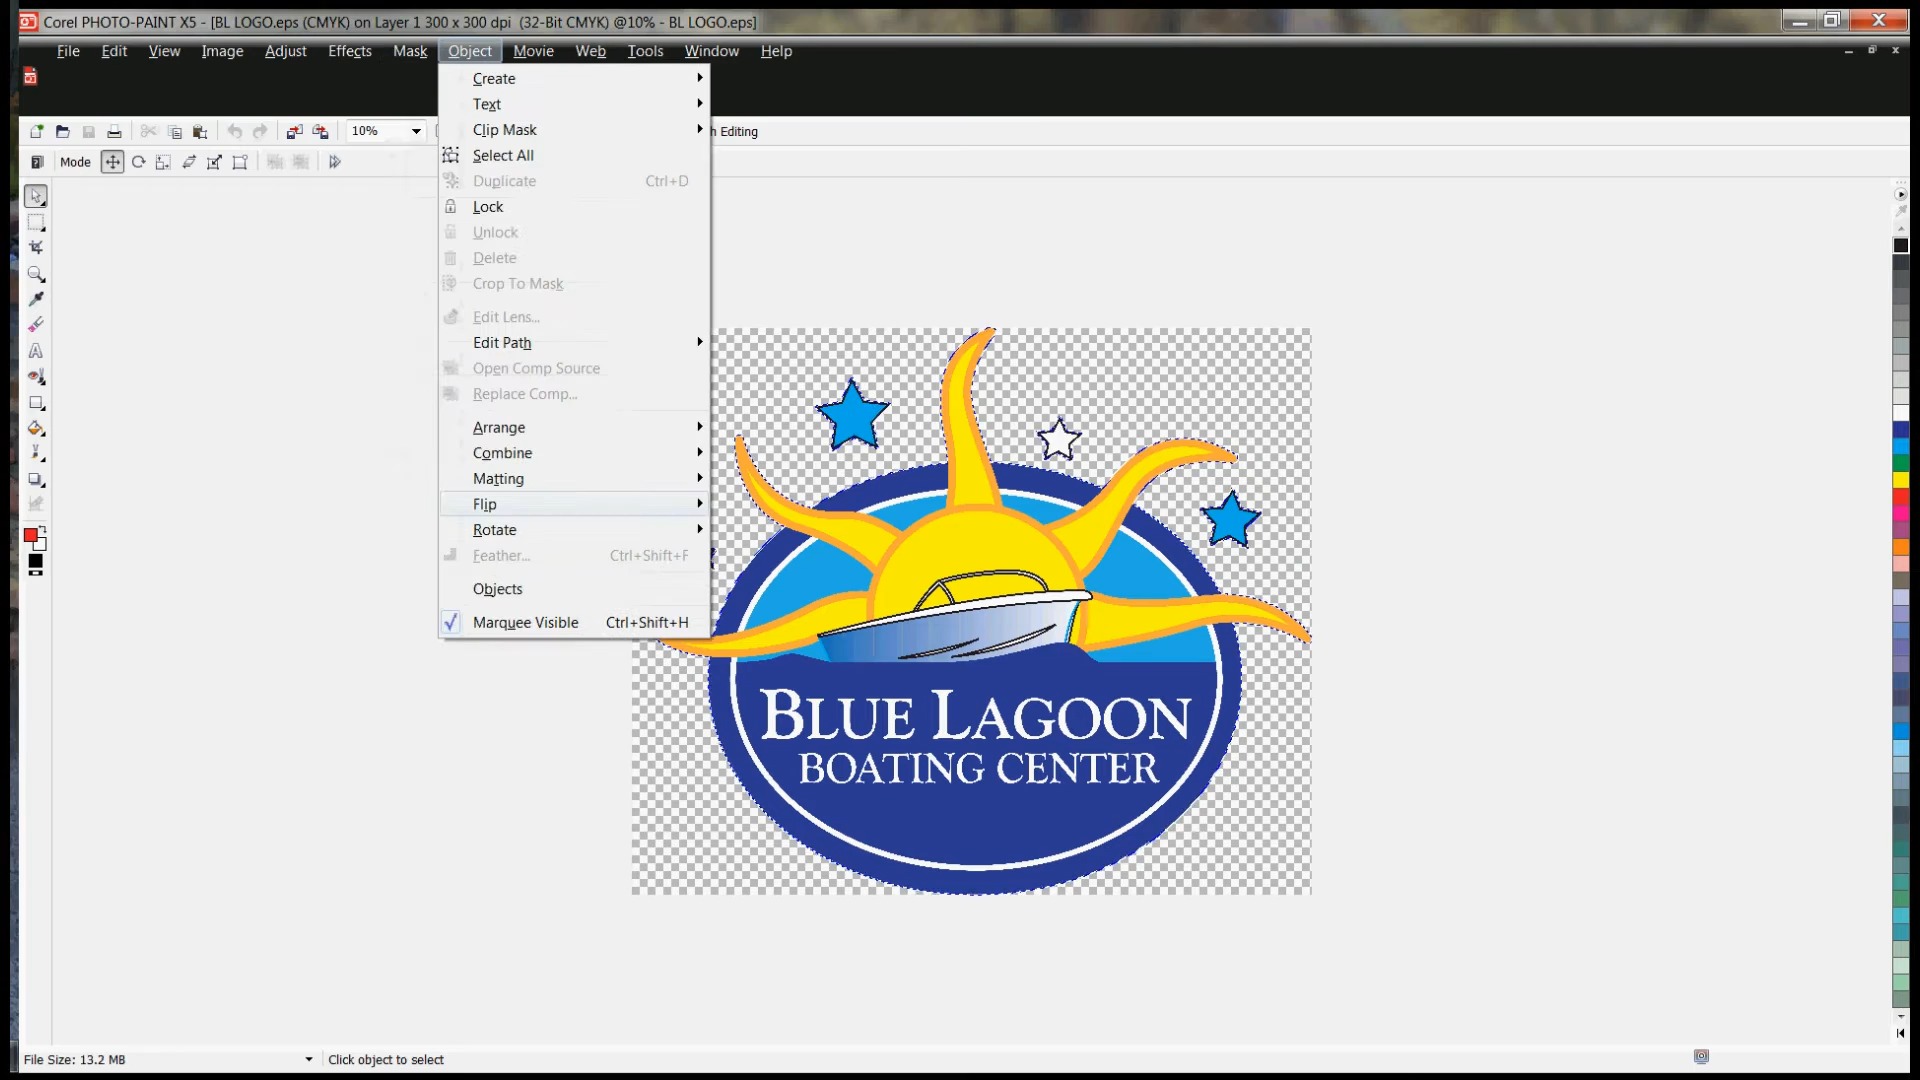 Corel PHOTO-PAINT X5 - [BL LOGO.eps (CMYK) on Layer 1 300 x 300 dpi (32-Bit CMYK) @10% - BL LOGO.eps]
File Edit View Image Adjust Effects Mask Object Movie Web Tools Window Help
10%
h Editing
Mode
Create
Text
Clip Mask
Select All
Duplicate Ctrl+D
Lock
Unlock
Delete
Crop To Mask
Edit Lens...
Edit Path
Open Comp Source
Replace Comp...
Arrange
Combine
Matting
Flip
Rotate
Feather... Ctrl+Shift+F
Objects
Marquee Visible Ctrl+Shift+H
BLUE LAGOON
BOATING CENTER
File Size: 13.2 MB
Click object to select